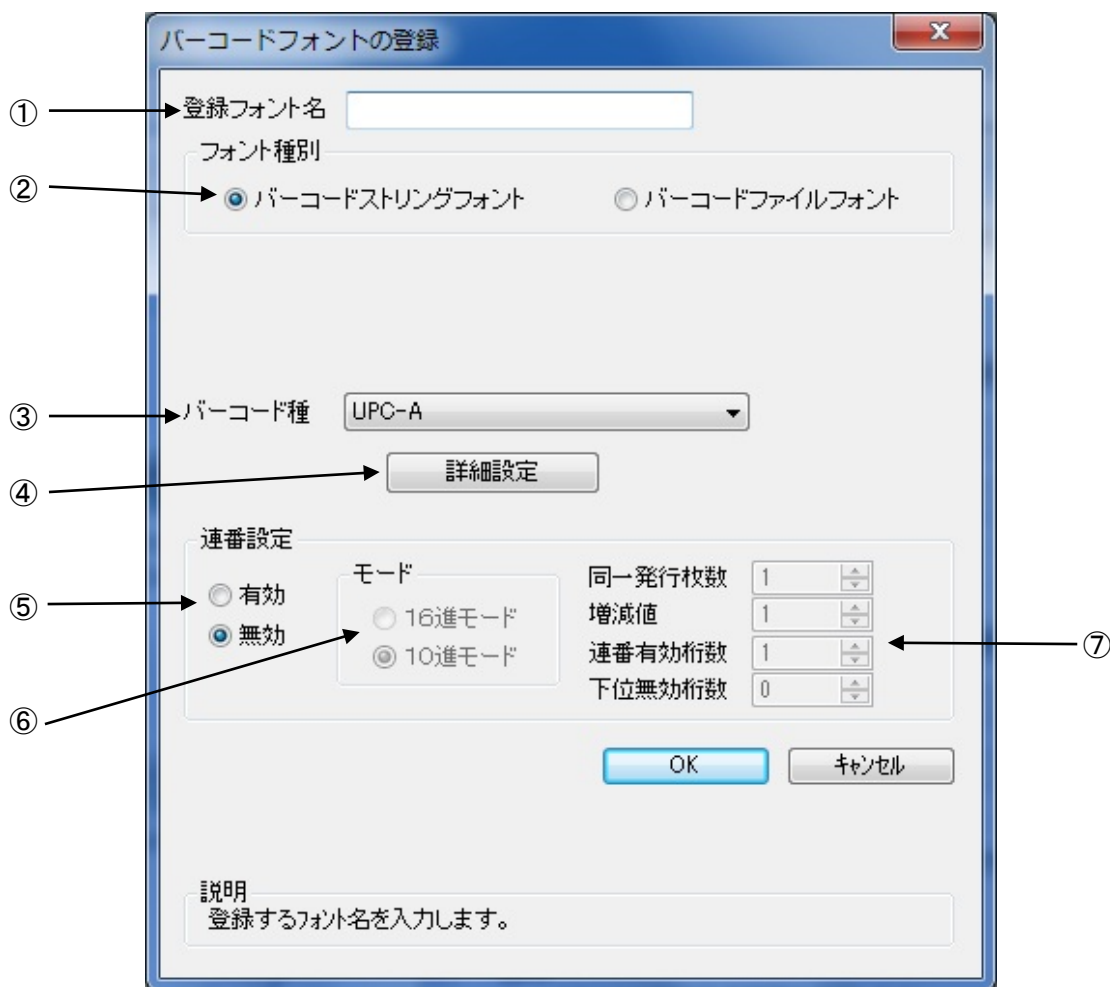 バーコードフォントの登録
① 登録フォント名
フォント種別
② バーコードストリングフォント バーコードファイルフォント
③ バーコード種 UPC-A
④ 詳細設定
連番設定
モード
同一発行枚数 1
⑤ 有効
16進モード
増減値 1
無効
10進モード
連番有効桁数 1
⑦
下位無効桁数 0
⑥
OK キャンセル
説明
登録するフォント名を入力します。